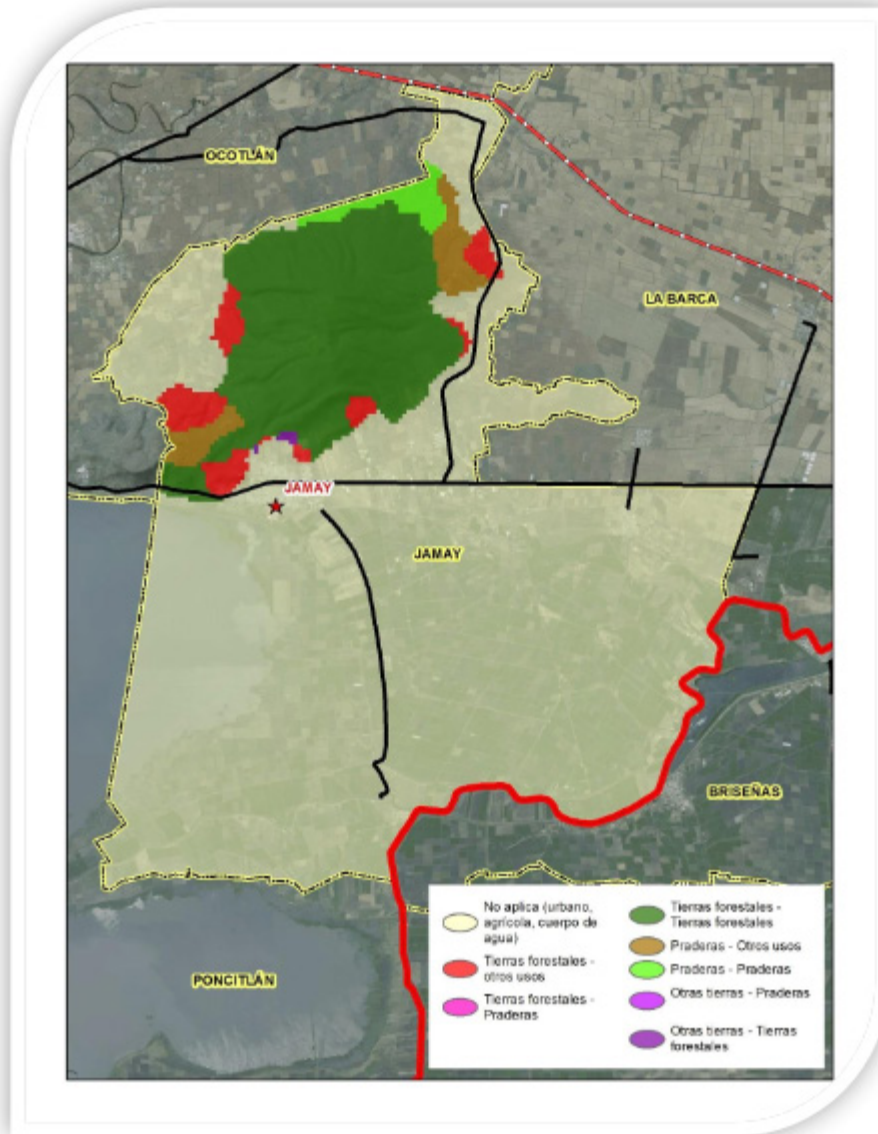 OCOTLÁN
LA BARCA
JAMAY
JAMAY
BRISEÑAS
PONCITLÁN
No aplica (urbano,
agrícola, cuerpo de
agua)
Tierras forestales -
otros usos
Tierras forestales -
Praderas
Tierras forestales -
Tierras forestales
Praderas - Otros usos
Praderas - Praderas
Otras tierras - Praderas
Otras tierras - Tierras
forestales